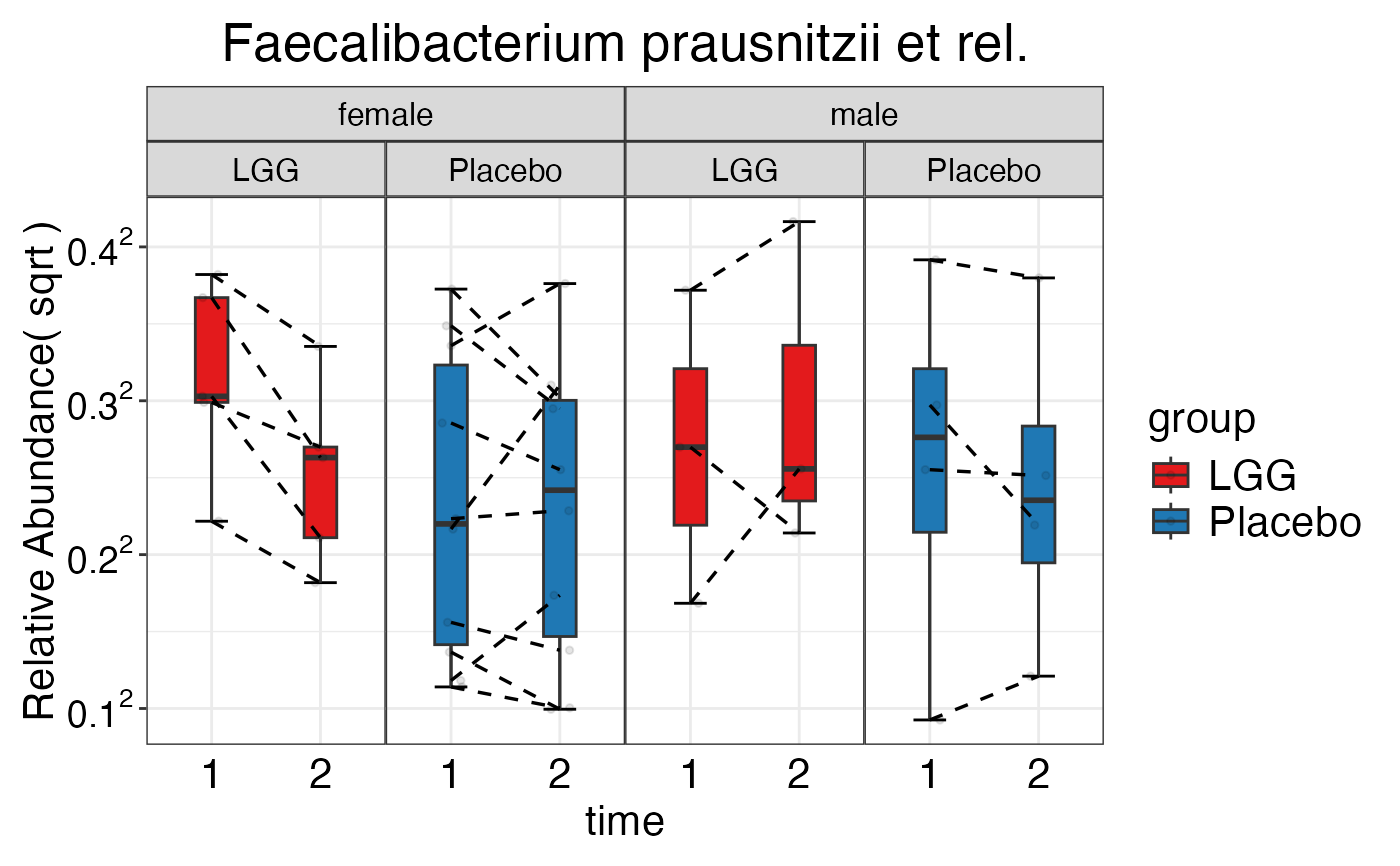 Faecalibacterium prausnitzii et rel.
female male
LGG Placebo LGG Placebo
Relative Abundance( sqrt )
0.4²
0.3²
0.2²
0.1²
1 2 1 2 1 2 1 2
time
group
LGG
Placebo